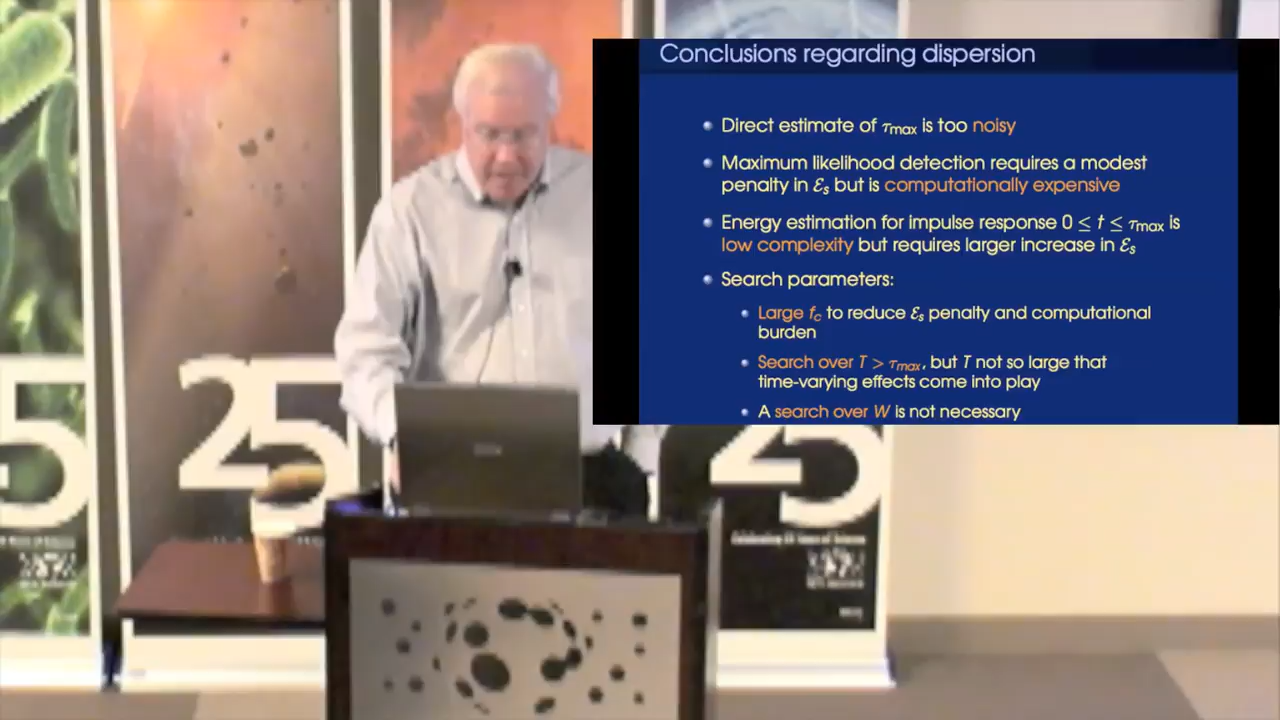 Conclusions regarding dispersion
• Direct estimate of τmax is too noisy
• Maximum likelihood detection requires a modest
penalty in ℰs but is computationally expensive
• Energy estimation for impulse response 0 ≤ t ≤ τmax is
low complexity but requires larger increase in ℰs
• Search parameters:
• Large fc to reduce ℰs penalty and computational
burden
• Search over T > τmax, but T not so large that
time-varying effects come into play
• A search over W is not necessary
5
25
25